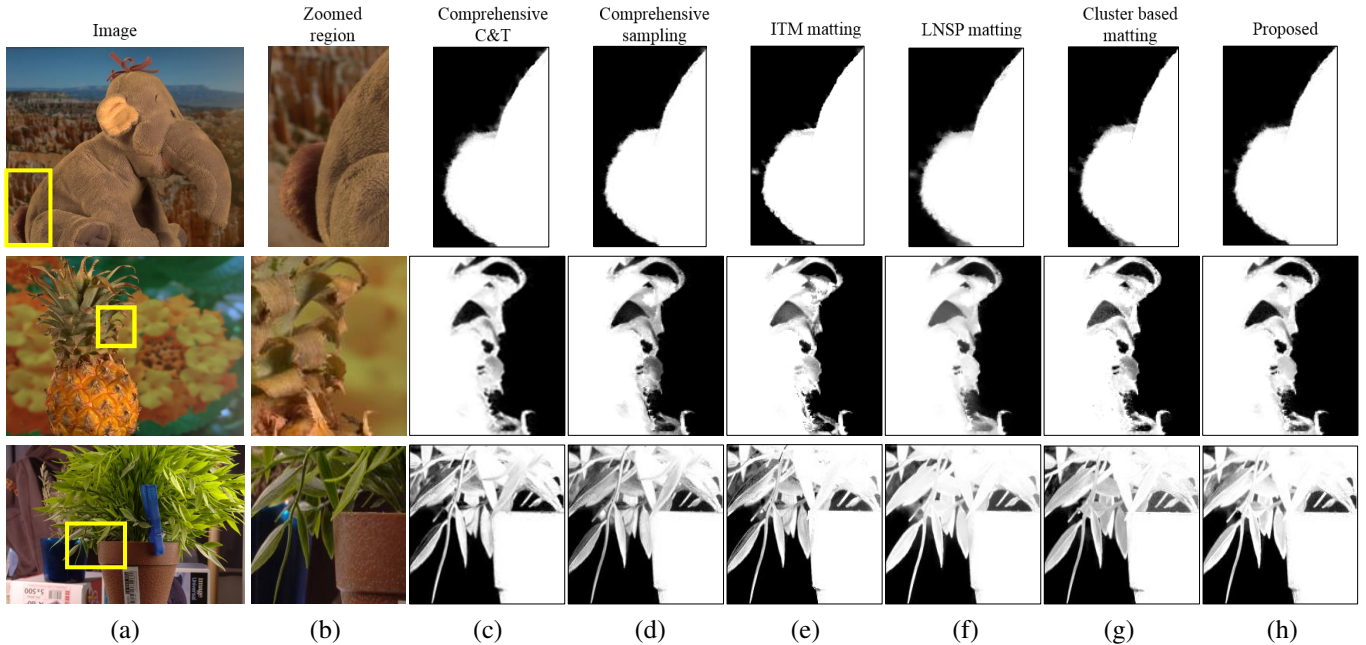 Image
Zoomed
region
Comprehensive
C&T
Comprehensive
sampling
ITM matting
LNSP matting
Cluster based
matting
Proposed
(a)
(b)
(c)
(d)
(e)
(f)
(g)
(h)